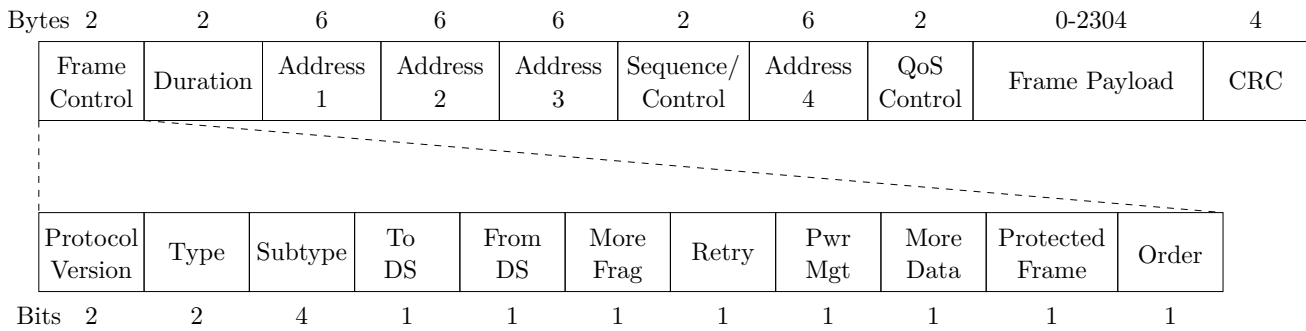 Bytes 2 2 6 6 6 2 6 2 0-2304 4
Frame Address Address Address Sequence/ Address QoS
Duration Frame Payload CRC
Control 1 2 3 Control 4 Control
Protocol To From More Pwr More Protected
Type Subtype Retry Order
Version DS DS Frag Mgt Data Frame
Bits 2 2 4 1 1 1 1 1 1 1 1